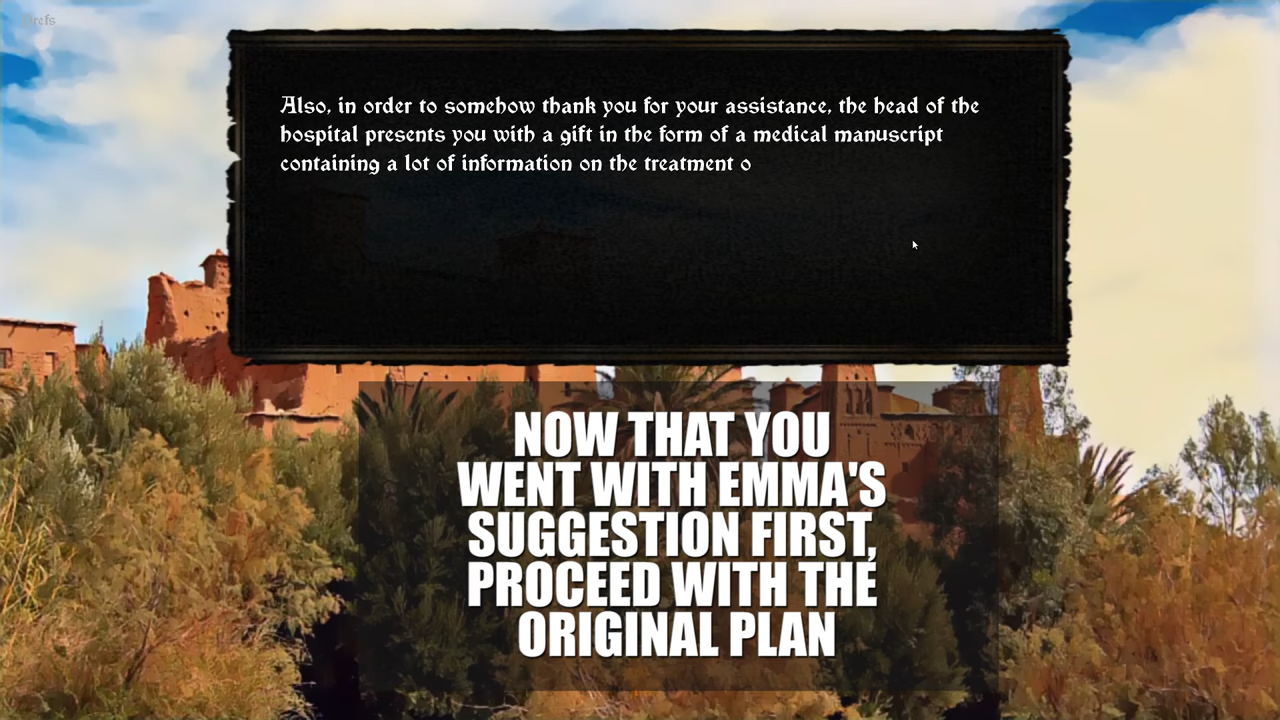 Prefs
Also, in order to somehow thank you for your assistance, the head of the
hospital presents you with a gift in the form of a medical manuscript
containing a lot of information on the treatment o
NOW THAT YOU
WENT WITH EMMA'S
SUGGESTION FIRST,
PROCEED WITH THE
ORIGINAL PLAN